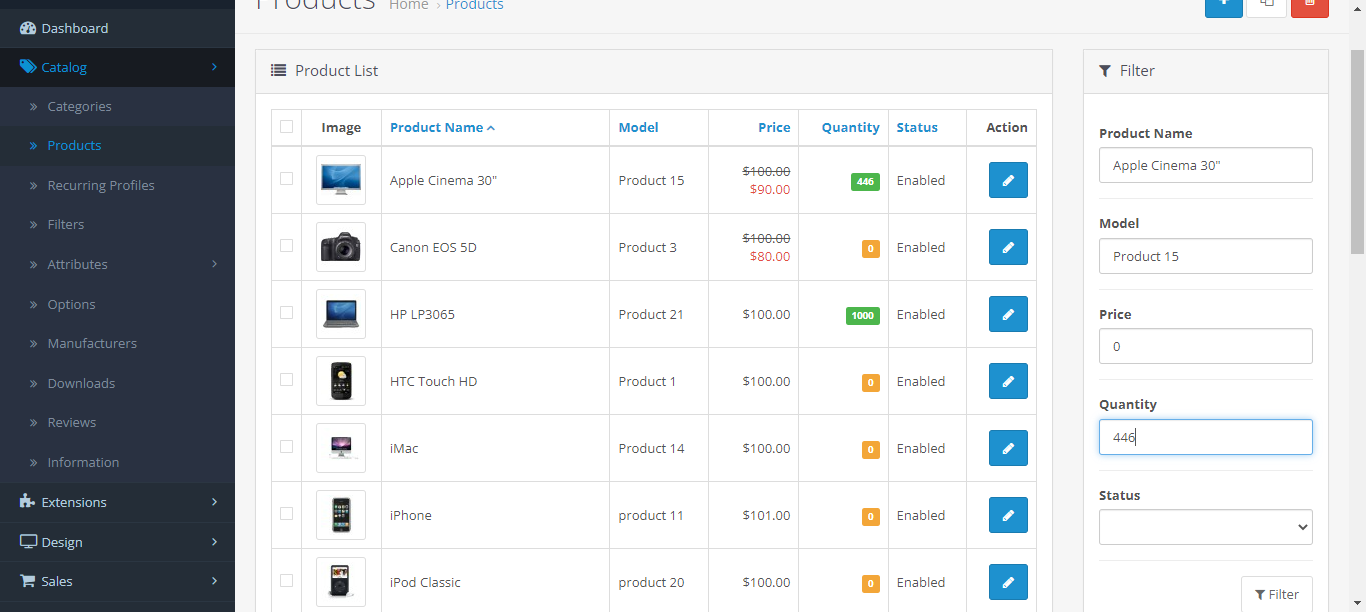 Products Home › Products
Dashboard
Catalog
Categories
Products
Recurring Profiles
Filters
Attributes
Options
Manufacturers
Downloads
Reviews
Information
Extensions
Design
Sales
Product List
Image Product Name Model Price Quantity Status Action
Apple Cinema 30" Product 15 $100.00 $90.00 446 Enabled
Canon EOS 5D Product 3 $100.00 $80.00 0 Enabled
HP LP3065 Product 21 $100.00 1000 Enabled
HTC Touch HD Product 1 $100.00 0 Enabled
iMac Product 14 $100.00 0 Enabled
iPhone product 11 $101.00 0 Enabled
iPod Classic product 20 $100.00 0 Enabled
Filter
Product Name
Apple Cinema 30"
Model
Product 15
Price
0
Quantity
446
Status
Filter